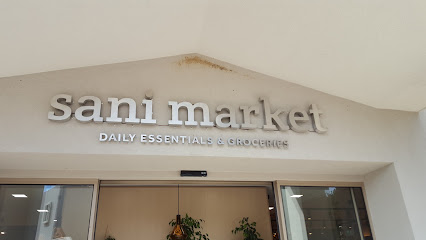 sani market
DAILY ESSENTIALS & GROCERIES